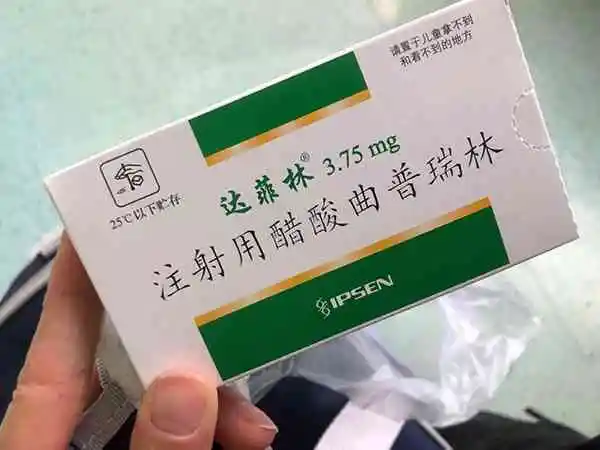 请置于儿童拿不到
和看不到的地方
25℃以下贮存
达菲林® 3.75 mg
注射用醋酸曲普瑞林
IPSEN